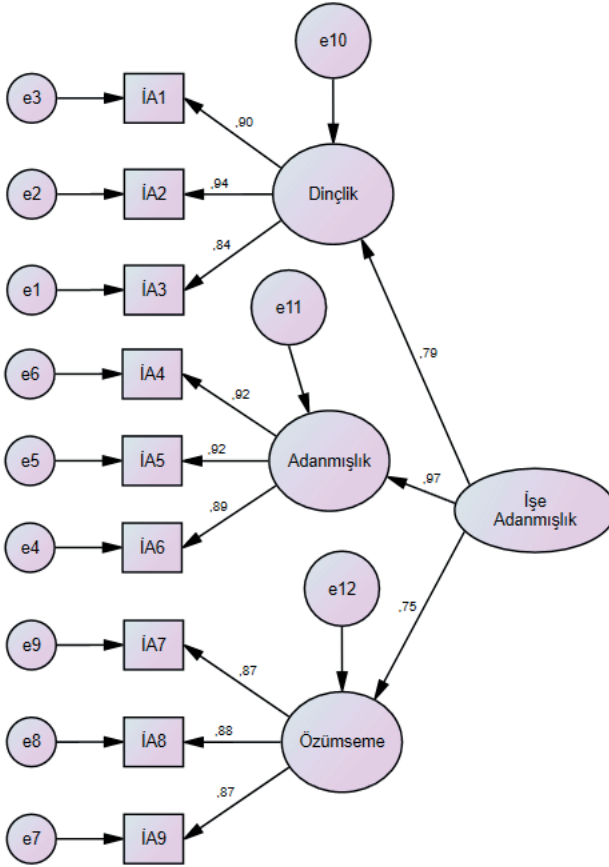 e10
e3
İA1
,90
e2
İA2
,94
Dinçlik
,84
e1
İA3
e11
,79
e6
İA4
,92
e5
İA5
,92
Adanmışlık
,97
İşe
Adanmışlık
,89
e4
İA6
e12
,75
e9
İA7
,87
e8
İA8
,88
Özümseme
,87
e7
İA9